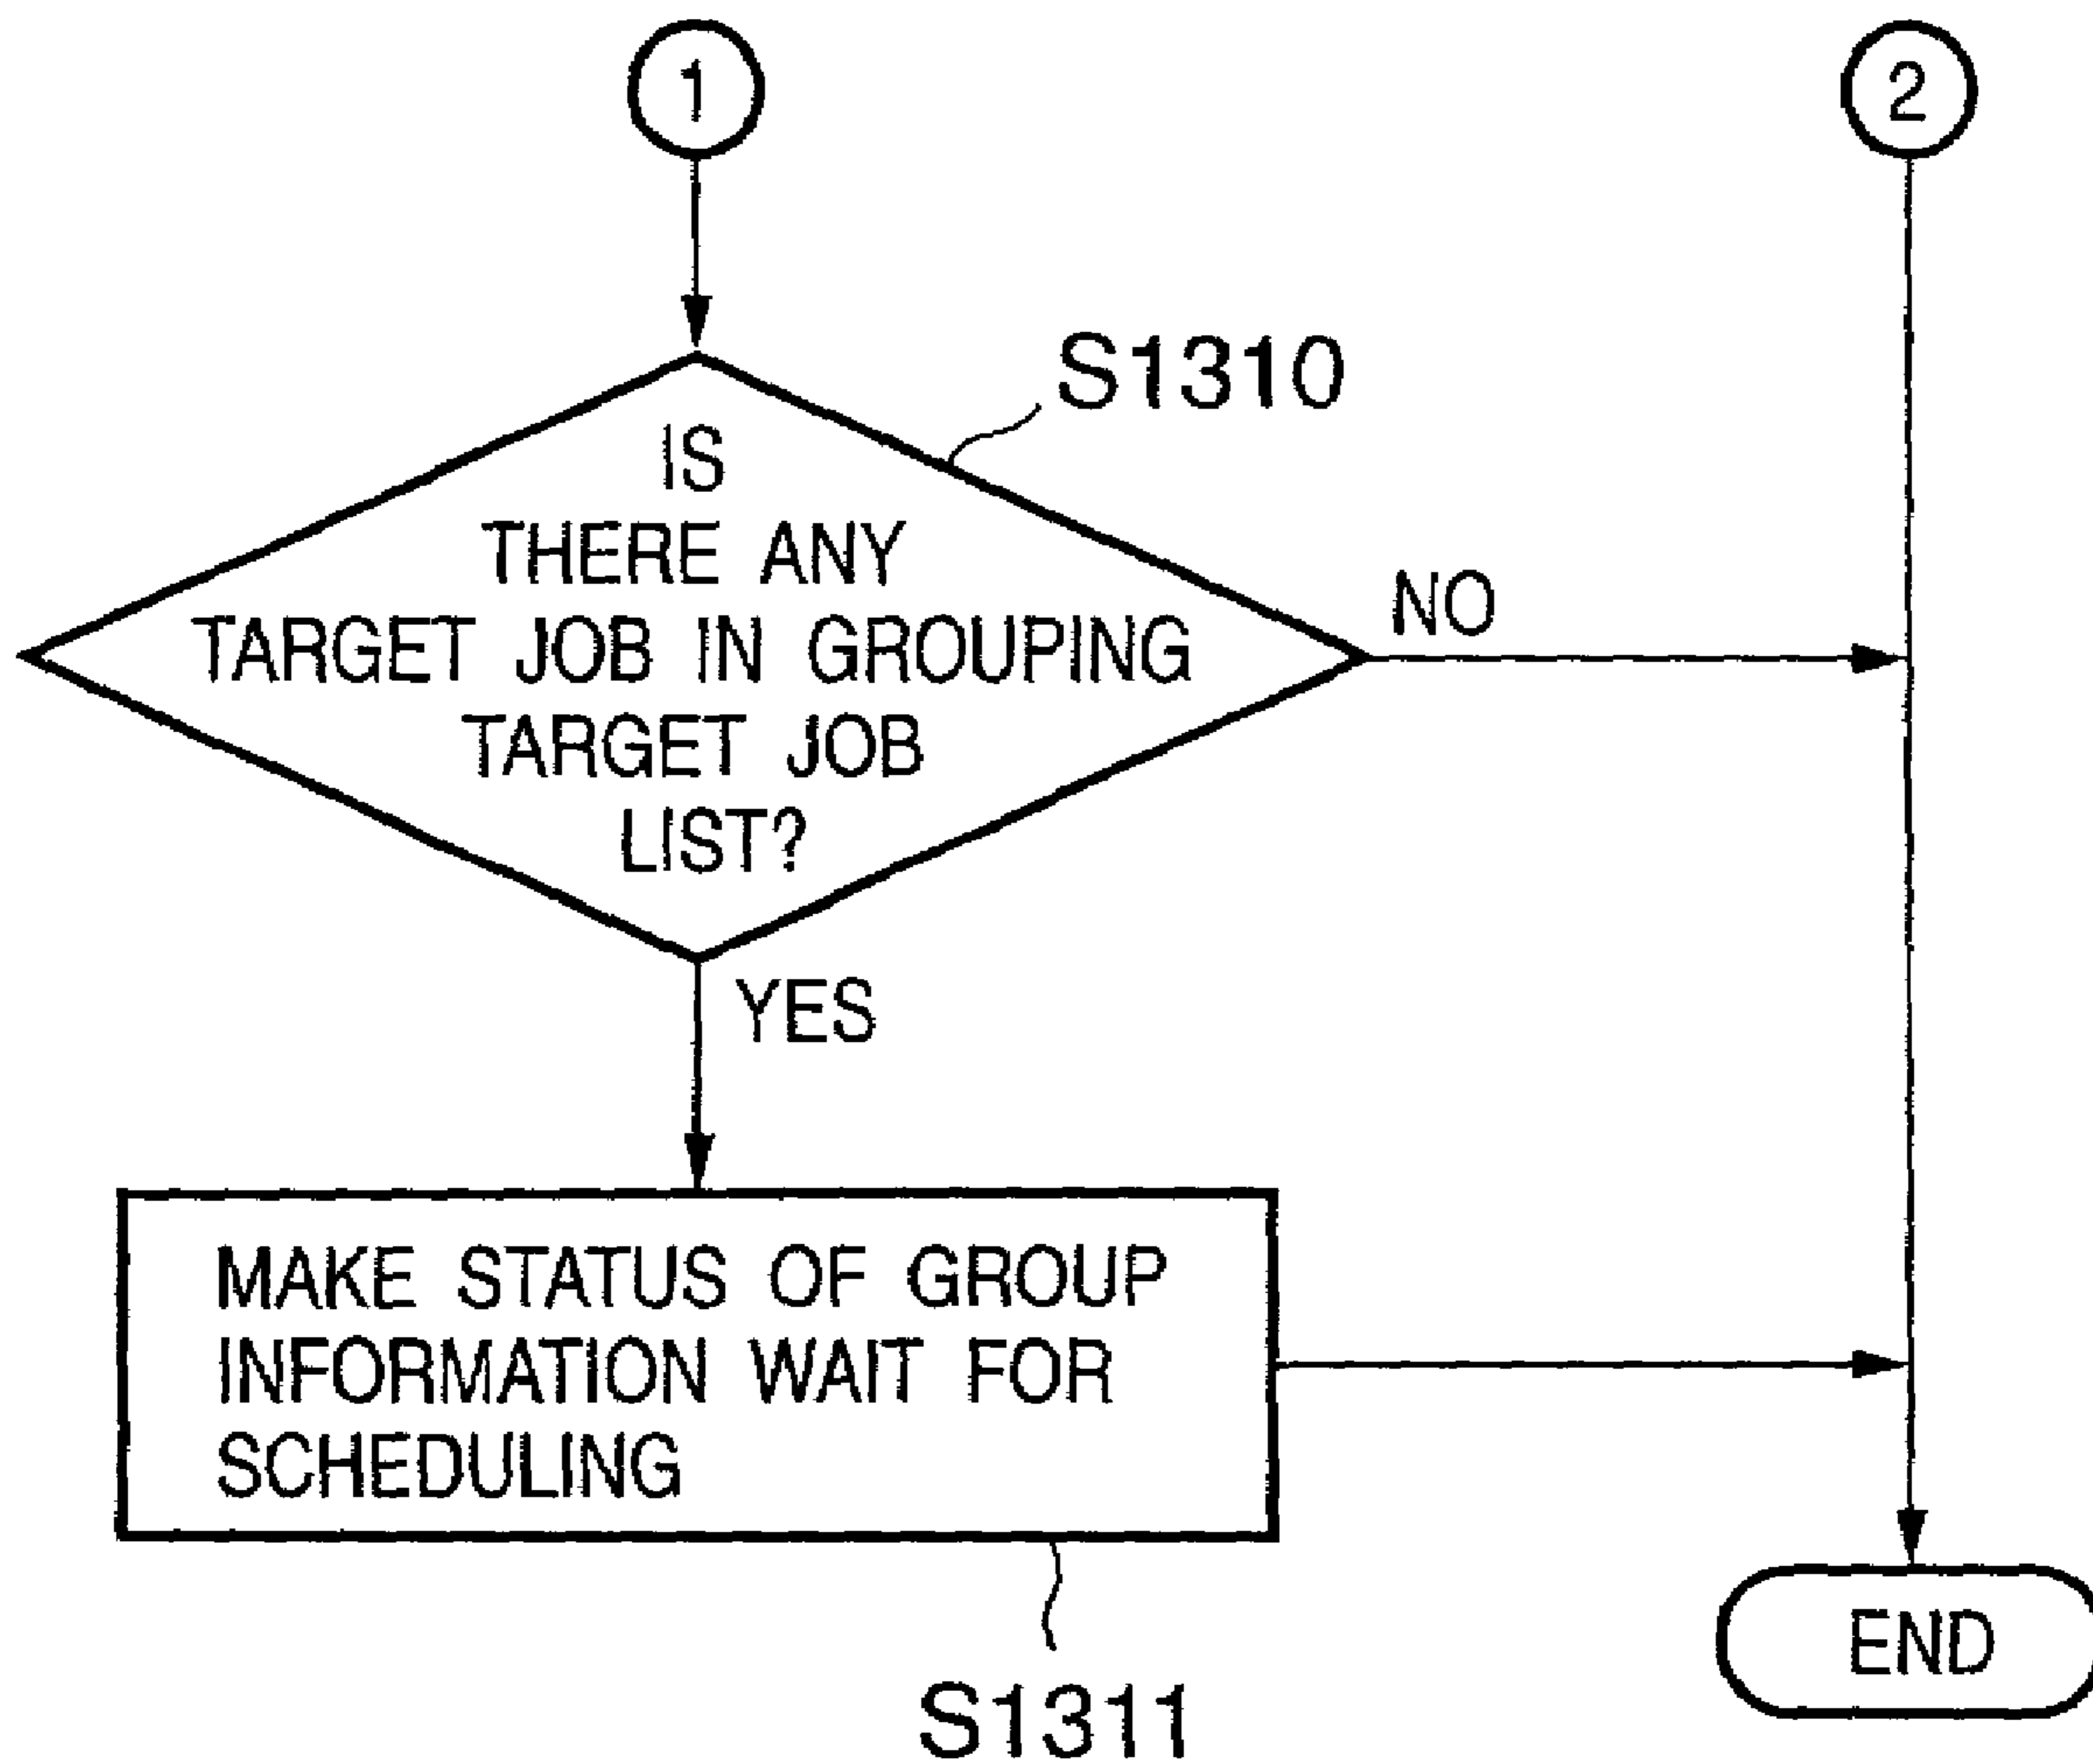 1
2
S1310
IS
THERE ANY
TARGET JOB IN GROUPING
TARGET JOB
LIST?
NO
YES
MAKE STATUS OF GROUP
INFORMATION WAIT FOR
SCHEDULING
END
S1311